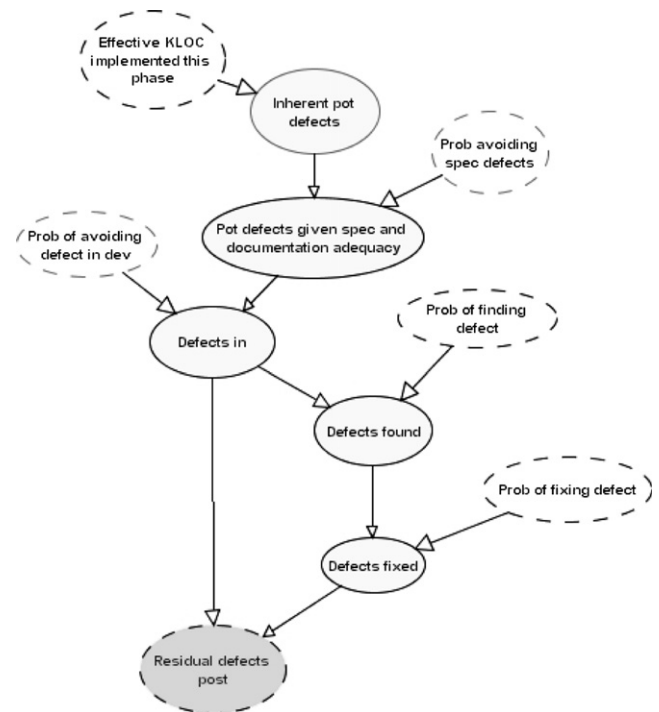 Effective KLOC
implemented this
phase
Inherent pot
defects
Prob avoiding
spec defects
Pot defects given spec and
documentation adequacy
Prob of avoiding
defect in dev
Prob of finding
defect
Defects in
Defects found
Prob of fixing defect
Defects fixed
Residual defects
post